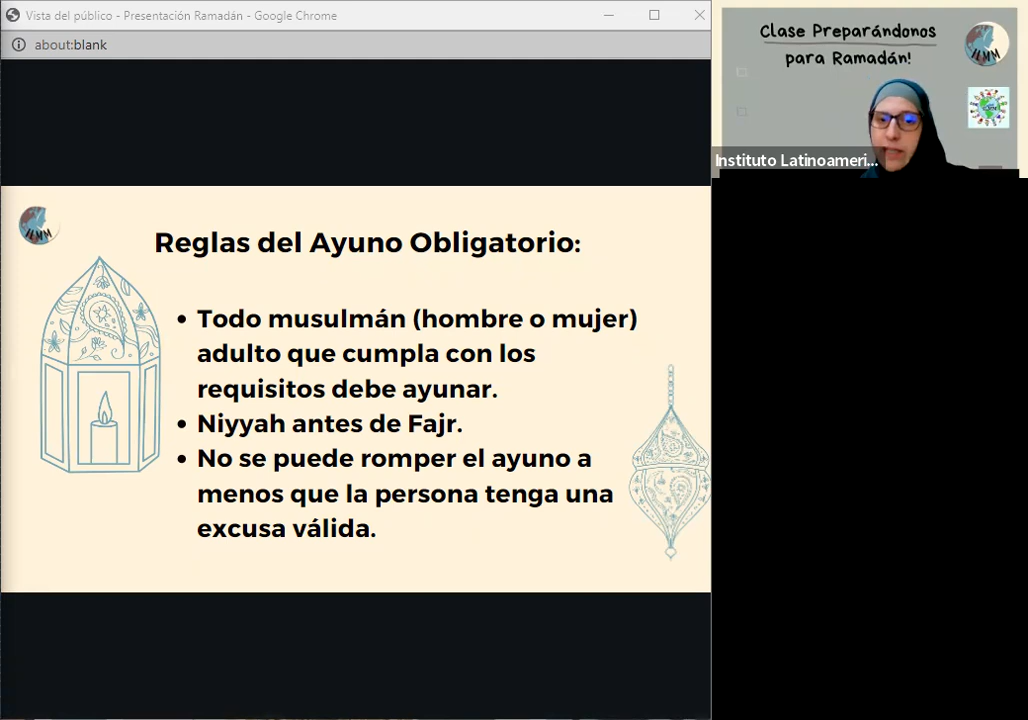 Vista del público - Presentación Ramadán - Google Chrome
about:blank
Clase Preparándonos
para Ramadán!
Instituto Latinoameri...
ILMM
Reglas del Ayuno Obligatorio:
• Todo musulmán (hombre o mujer)
adulto que cumpla con los
requisitos debe ayunar.
• Niyyah antes de Fajr.
• No se puede romper el ayuno a
menos que la persona tenga una
excusa válida.